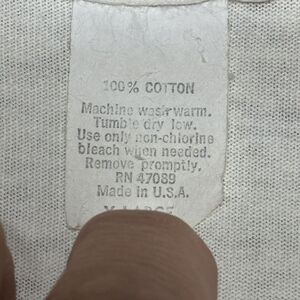 100% COTTON
Machine wash warm.
Tumble dry low.
Use only non-chlorine
bleach when needed.
Remove promptly.
RN 47089
Made in U.S.A.
X-LARGE